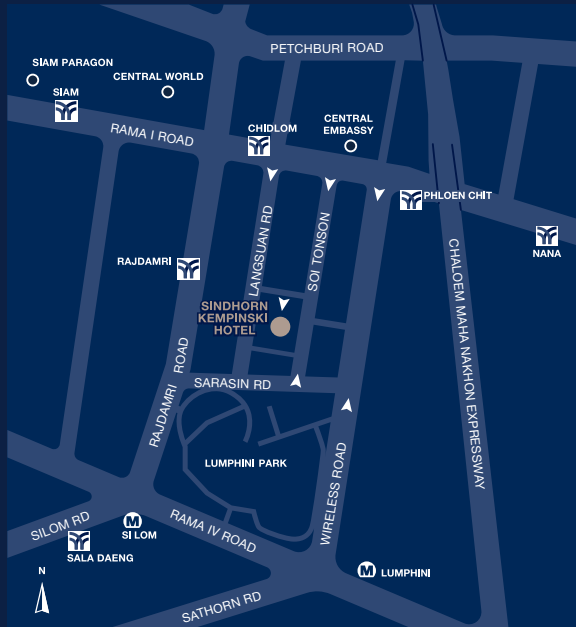 PETCHBURI ROAD
SIAM PARAGON
CENTRAL WORLD
SIAM
RAMA I ROAD
CHIDLOM
CENTRAL
EMBASSY
PHLOEN CHIT
NANA
LANGSUAN RD
SOI TONSON
RAJDAMRI
SINDHORN
KEMPINSKI
HOTEL
CHALOEM MAHA NAKHON EXPRESSWAY
RAJDAMRI ROAD
SARASIN RD
LUMPHINI PARK
WIRELESS ROAD
SILOM RD
M
SI LOM
RAMA IV ROAD
SALA DAENG
M LUMPHINI
N
SATHORN RD